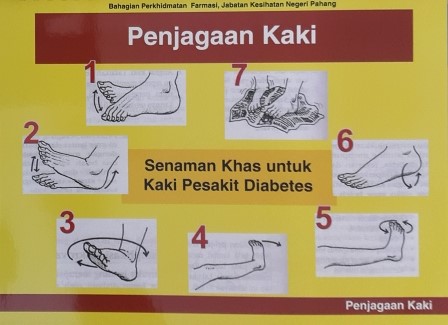 Bahagian Perkhidmatan Farmasi, Jabatan Kesihatan Negeri Pahang
Penjagaan Kaki
1
7
2
Senaman Khas untuk
Kaki Pesakit Diabetes
6
3
4
5
Penjagaan Kaki